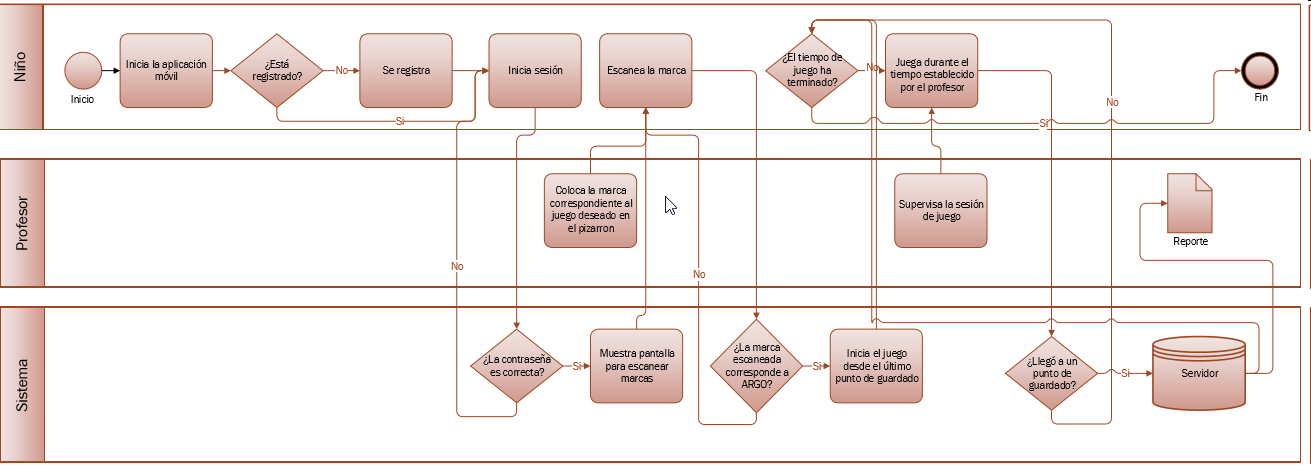 Niño
Inicio
Inicia la aplicación
móvil
¿Está
registrado?
No
Si
Se registra
Inicia sesión
Escanea la marca
¿El tiempo de
juego ha
terminado?
No
Si
Juega durante el
tiempo establecido
por el profesor
No
Fin
Profesor
Coloca la marca
correspondiente al
juego deseado en
el pizarron
Supervisa la sesión
de juego
Reporte
No
No
Sistema
¿La contraseña
es correcta?
Si
Muestra pantalla
para escanear
marcas
¿La marca
escaneada
corresponde a
ARGO?
Si
Inicia el juego
desde el último
punto de guardado
¿Llegó a un
punto de
guardado?
Si
Servidor